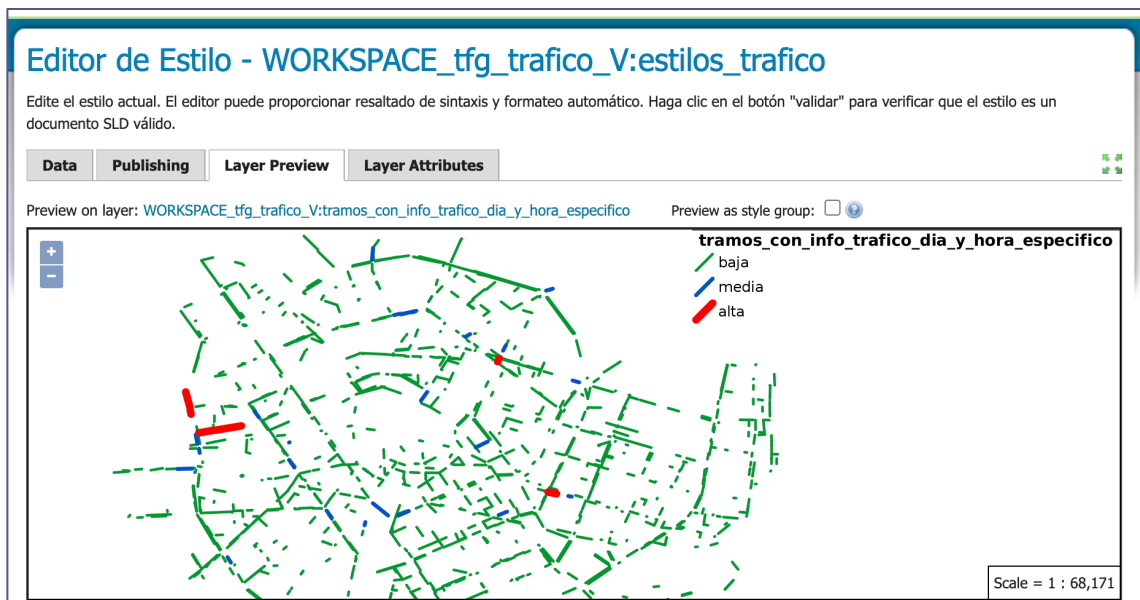 Editor de Estilo - WORKSPACE_tfg_trafico_V:estilos_trafico
Edite el estilo actual. El editor puede proporcionar resaltado de sintaxis y formateo automático. Haga clic en el botón "validar" para verificar que el estilo es un
documento SLD válido.
Data Publishing Layer Preview Layer Attributes
Preview on layer: WORKSPACE_tfg_trafico_V:tramos_con_info_trafico_dia_y_hora_especifico Preview as style group: ?
+
−
tramos_con_info_trafico_dia_y_hora_especifico
baja
media
alta
Scale = 1 : 68,171